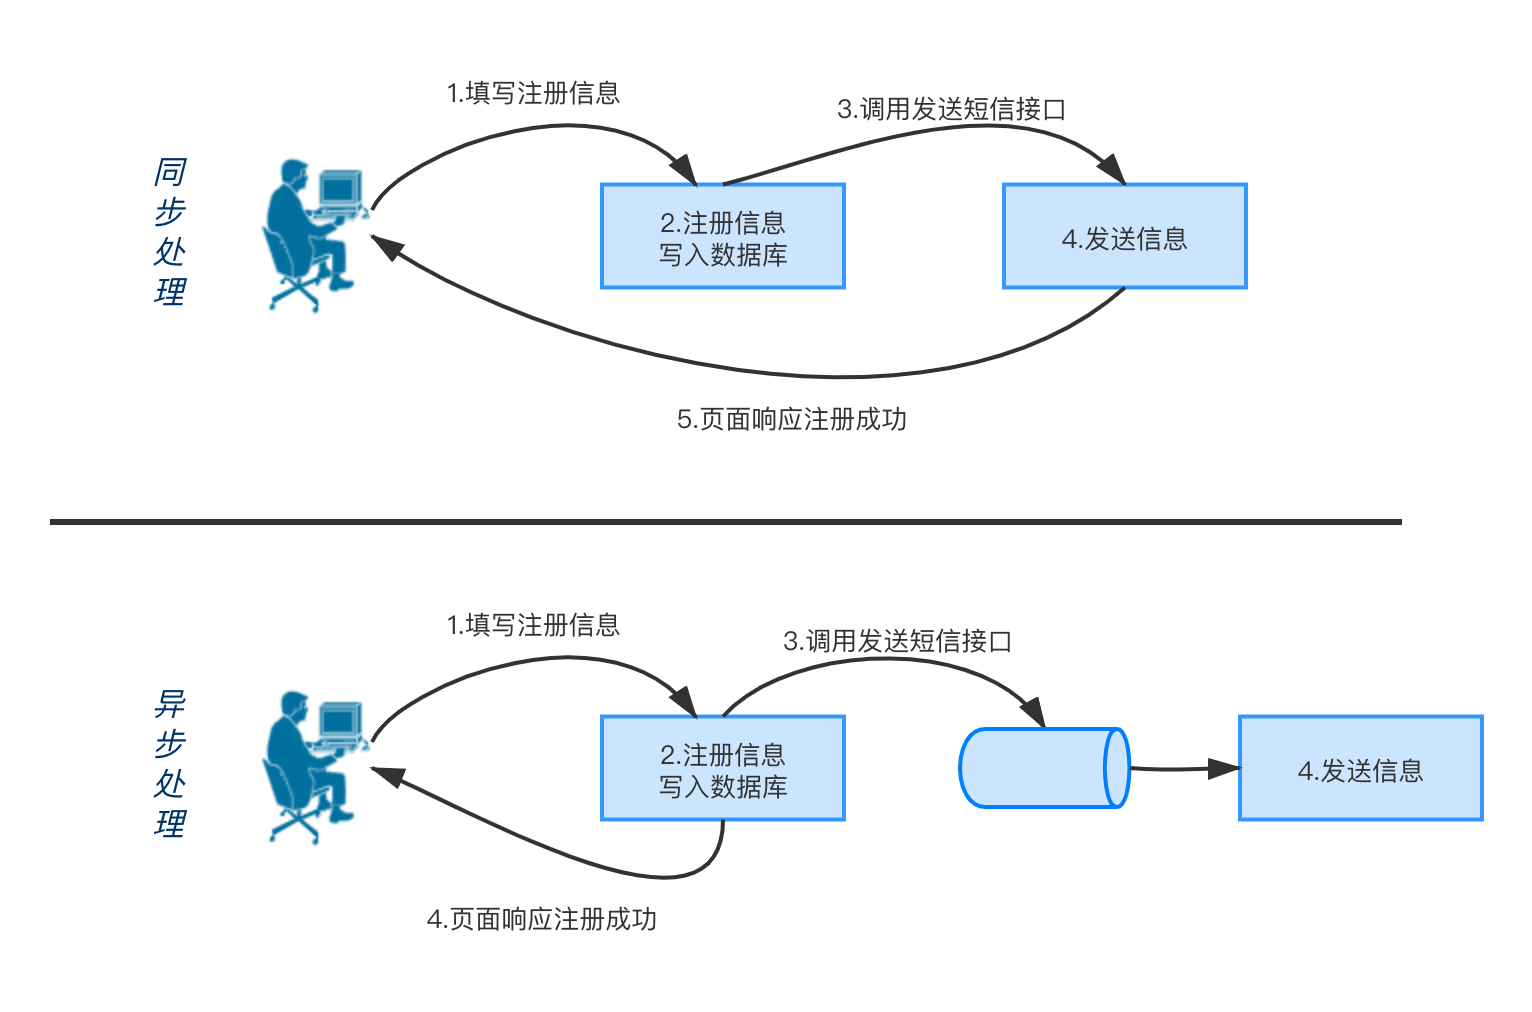 1.填写注册信息
3.调用发送短信接口
同步处理
2.注册信息
写入数据库
4.发送信息
5.页面响应注册成功
1.填写注册信息
3.调用发送短信接口
异步处理
2.注册信息
写入数据库
4.发送信息
4.页面响应注册成功